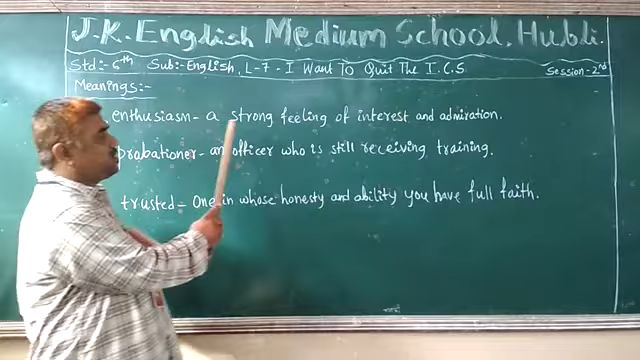 J.K. English Medium School, Hubli.
Std:- 6th Sub:- English, L-7-I Want To Quit The I.C.S Session-2nd
Meanings:-
enthusiasm- a strong feeling of interest and admiration.
probationer- an officer who is still receiving training.
trusted- One in whose honesty and ability you have full faith.